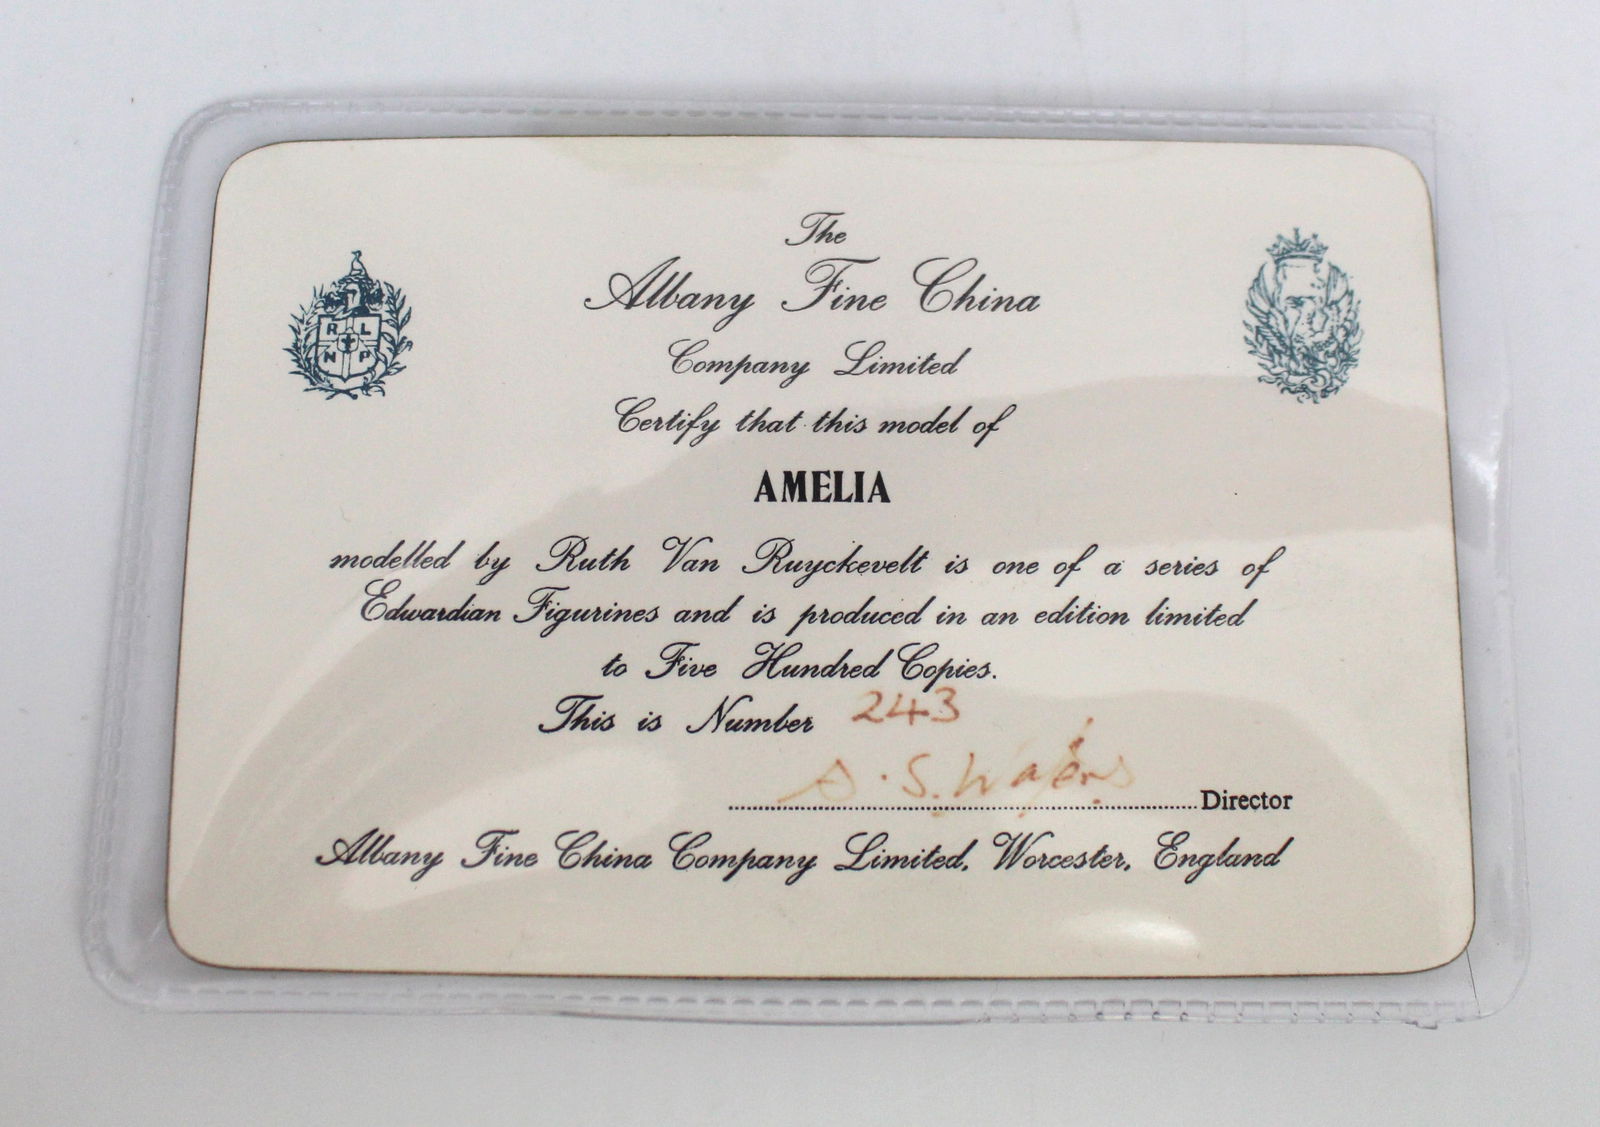 The
Albany Fine China
Company Limited
Certify that this model of
AMELIA
modelled by Ruth Van Ruyckevelt is one of a series of
Edwardian Figurines and is produced in an edition limited
to Five Hundred Copies.
This is Number 243
Director
Albany Fine China Company Limited, Worcester, England
R L
N P